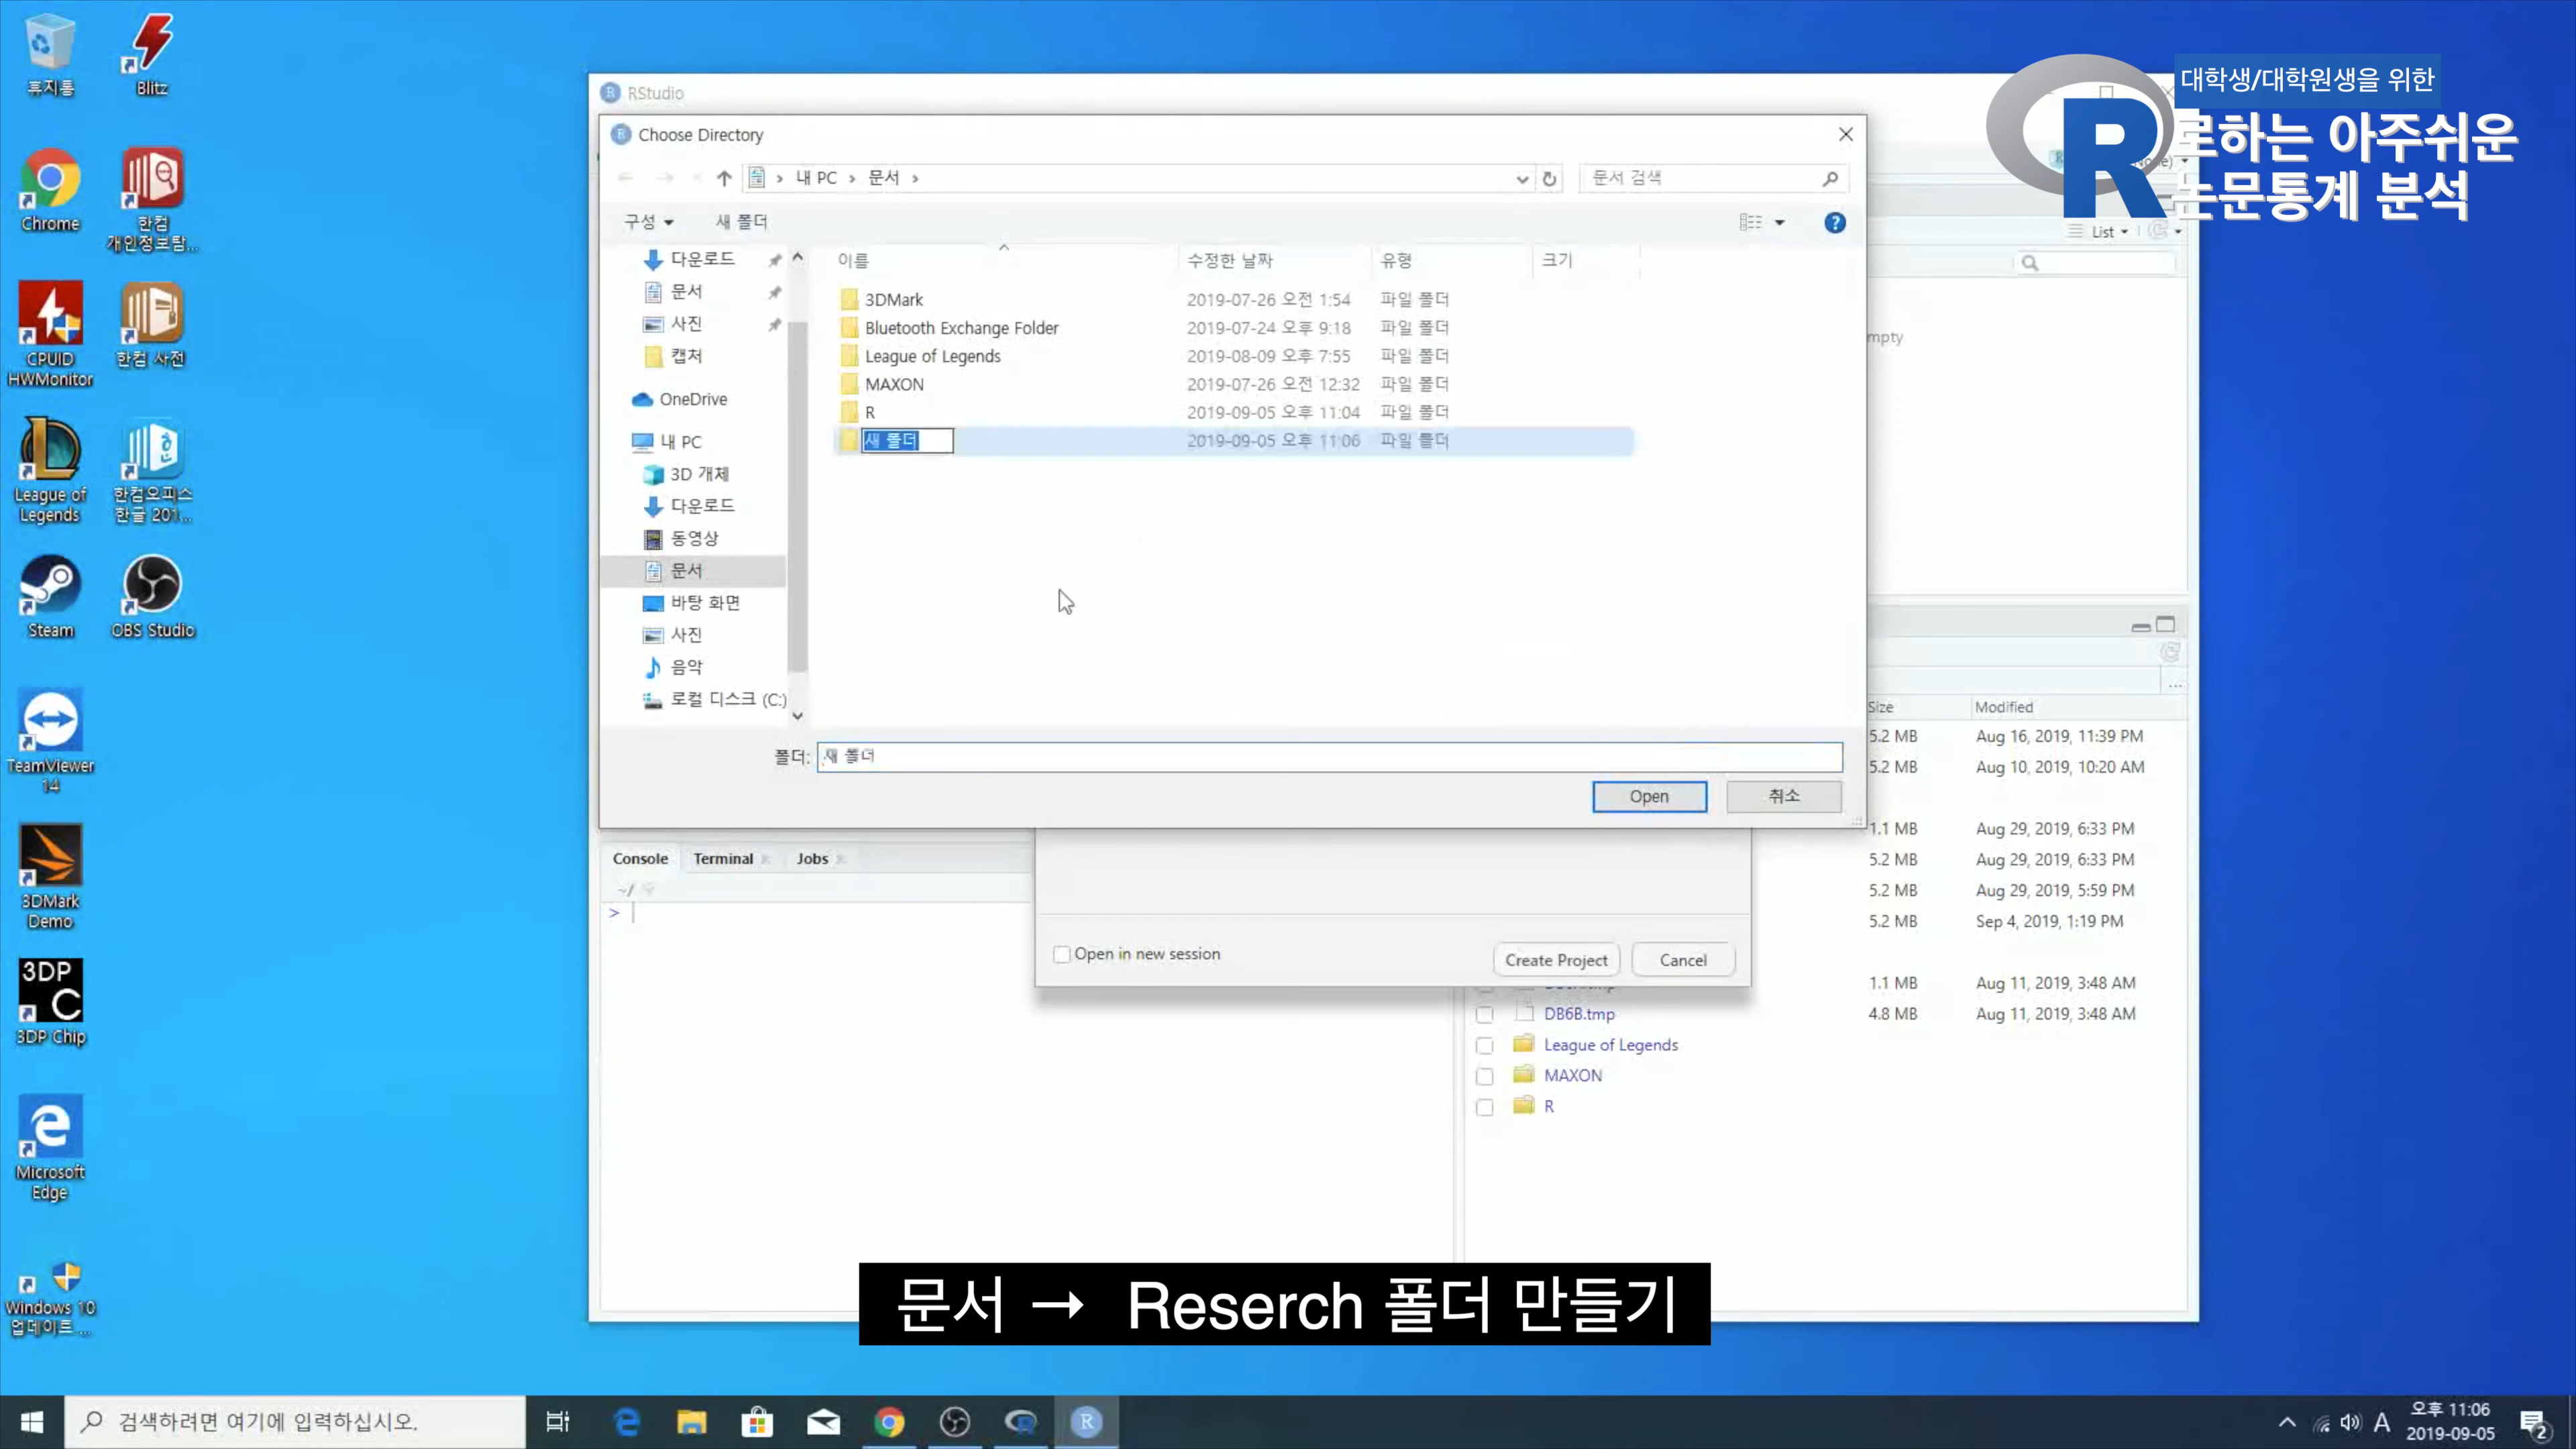 휴지통
Blitz
Chrome
한컴
개인정보탐...
CPUID
HWMonitor
한컴 사전
League of
Legends
한컴오피스
한글 201...
Steam
OBS Studio
TeamViewer
14
3DMark
Demo
3DP
C
3DP Chip
Microsoft
Edge
Windows 10
업데이트 ...
RStudio
대학생/대학원생을 위한
R로하는 아주쉬운
논문통계 분석
Choose Directory
내 PC > 문서 >
문서 검색
구성
새 폴더
다운로드
문서
사진
캡처
OneDrive
내 PC
3D 개체
다운로드
동영상
문서
바탕 화면
사진
음악
로컬 디스크 (C:)
이름 수정한 날짜 유형 크기
3DMark 2019-07-26 오전 1:54 파일 폴더
Bluetooth Exchange Folder 2019-07-24 오후 9:18 파일 폴더
League of Legends 2019-08-09 오후 7:55 파일 폴더
MAXON 2019-07-26 오전 12:32 파일 폴더
R 2019-09-05 오후 11:04 파일 폴더
새 폴더 2019-09-05 오후 11:06 파일 폴더
폴더: 새 폴더
Open 취소
List
mpty
Size Modified
5.2 MB Aug 16, 2019, 11:39 PM
5.2 MB Aug 10, 2019, 10:20 AM
1.1 MB Aug 29, 2019, 6:33 PM
5.2 MB Aug 29, 2019, 6:33 PM
5.2 MB Aug 29, 2019, 5:59 PM
5.2 MB Sep 4, 2019, 1:19 PM
1.1 MB Aug 11, 2019, 3:48 AM
DB6B.tmp 4.8 MB Aug 11, 2019, 3:48 AM
League of Legends
MAXON
R
Console Terminal Jobs
~/
>
Open in new session
Create Project Cancel
문서 → Reserch 폴더 만들기
검색하려면 여기에 입력하십시오.
A
오후 11:06
2019-09-05
2